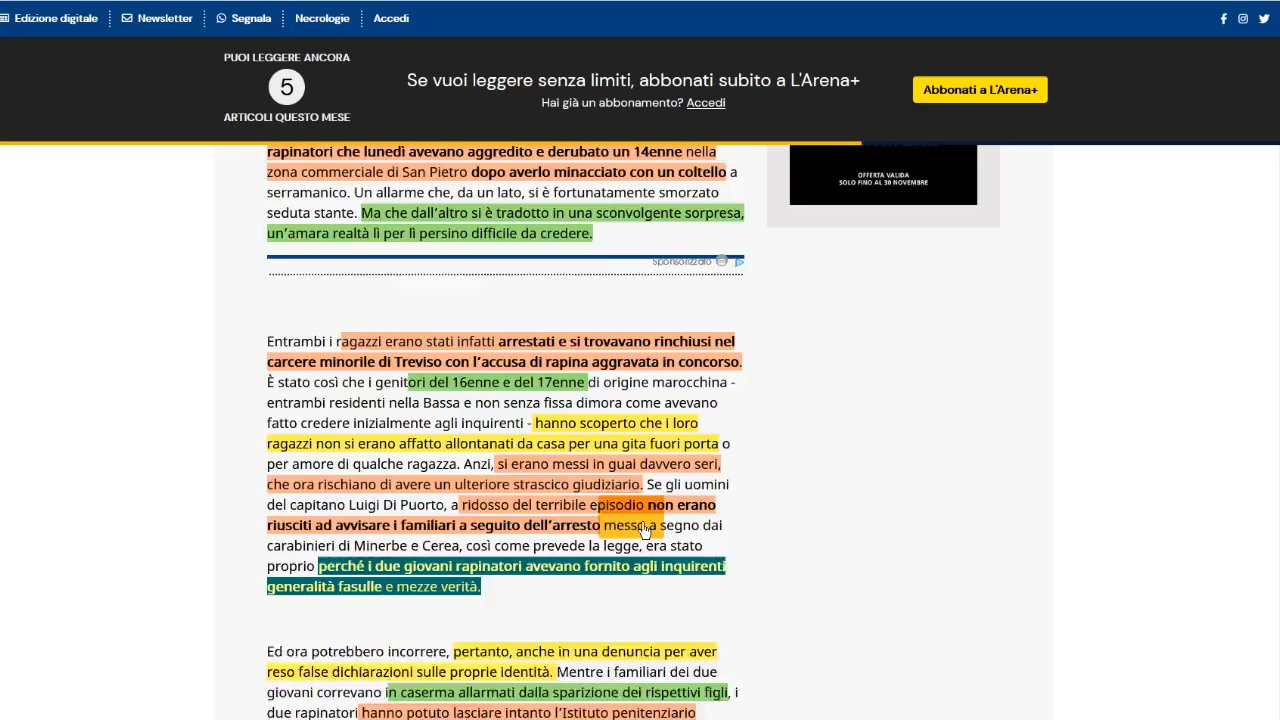 Edizione digitale
Newsletter
Segnala
Necrologie
Accedi
PUOI LEGGERE ANCORA
5
ARTICOLI QUESTO MESE
Se vuoi leggere senza limiti, abbonati subito a L'Arena+
Hai già un abbonamento? Accedi
Abbonati a L'Arena+
rapinatori che lunedì avevano aggredito e derubato un 14enne nella
zona commerciale di San Pietro dopo averlo minacciato con un coltello a
serramanico. Un allarme che, da un lato, si è fortunatamente smorzato
seduta stante. Ma che dall'altro si è tradotto in una sconvolgente sorpresa,
un'amara realtà lì per lì persino difficile da credere.
OFFERTA VALIDA
SOLO FINO AL 30 NOVEMBRE
Sponsorizzato
Entrambi i ragazzi erano stati infatti arrestati e si trovavano rinchiusi nel
carcere minorile di Treviso con l'accusa di rapina aggravata in concorso.
È stato così che i genitori del 16enne e del 17enne di origine marocchina -
entrambi residenti nella Bassa e non senza fissa dimora come avevano
fatto credere inizialmente agli inquirenti - hanno scoperto che i loro
ragazzi non si erano affatto allontanati da casa per una gita fuori porta o
per amore di qualche ragazza. Anzi, si erano messi in guai davvero seri,
che ora rischiano di avere un ulteriore strascico giudiziario. Se gli uomini
del capitano Luigi Di Puorto, a ridosso del terribile episodio non erano
riusciti ad avvisare i familiari a seguito dell'arresto messo a segno dai
carabinieri di Minerbe e Cerea, così come prevede la legge, era stato
proprio perché i due giovani rapinatori avevano fornito agli inquirenti
generalità fasulle e mezze verità.
Ed ora potrebbero incorrere, pertanto, anche in una denuncia per aver
reso false dichiarazioni sulle proprie identità. Mentre i familiari dei due
giovani correvano in caserma allarmati dalla sparizione dei rispettivi figli, i
due rapinatori hanno potuto lasciare intanto l'Istituto penitenziario